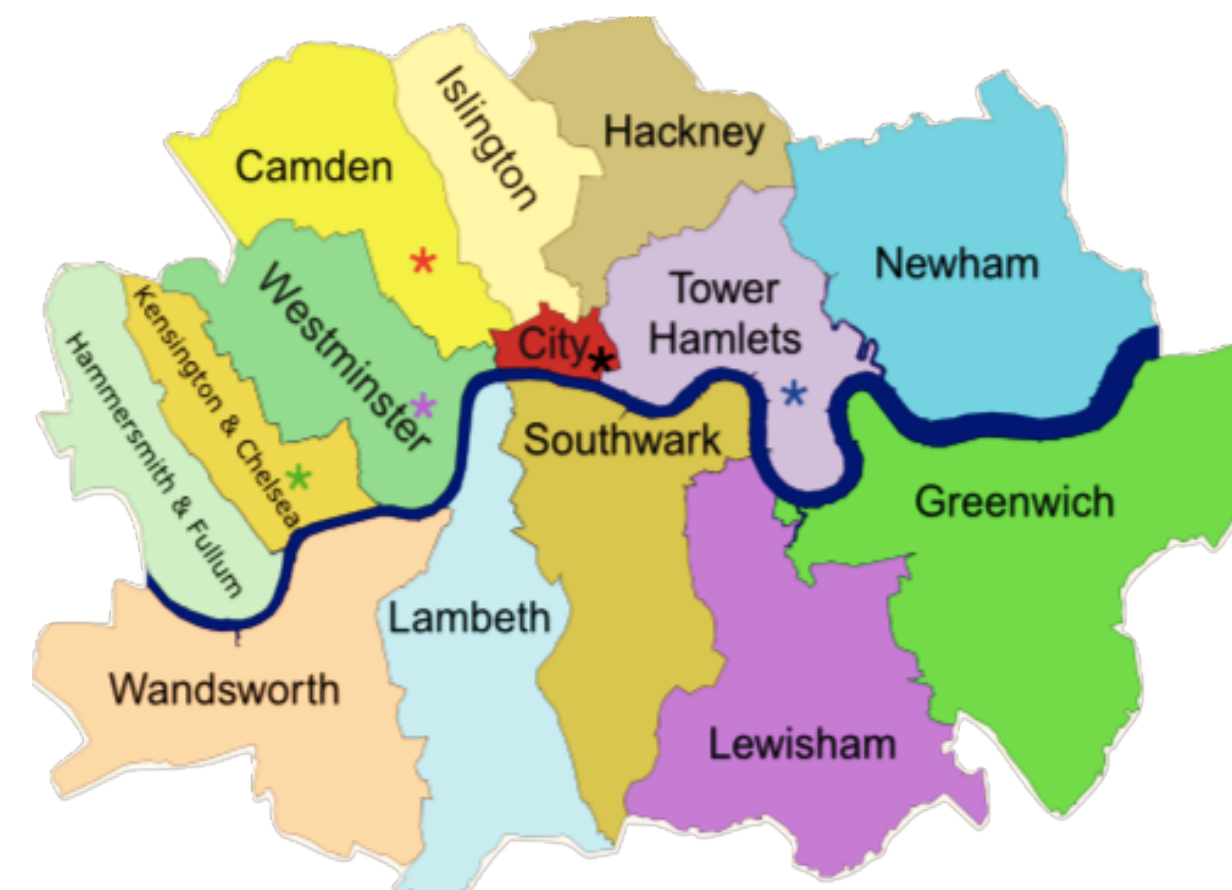 Islington
Hackney
Camden
Newham
Westminster
Tower
Hamlets
City
Kensington & Chelsea
Hammersmith & Fullum
Southwark
Greenwich
Lambeth
Wandsworth
Lewisham